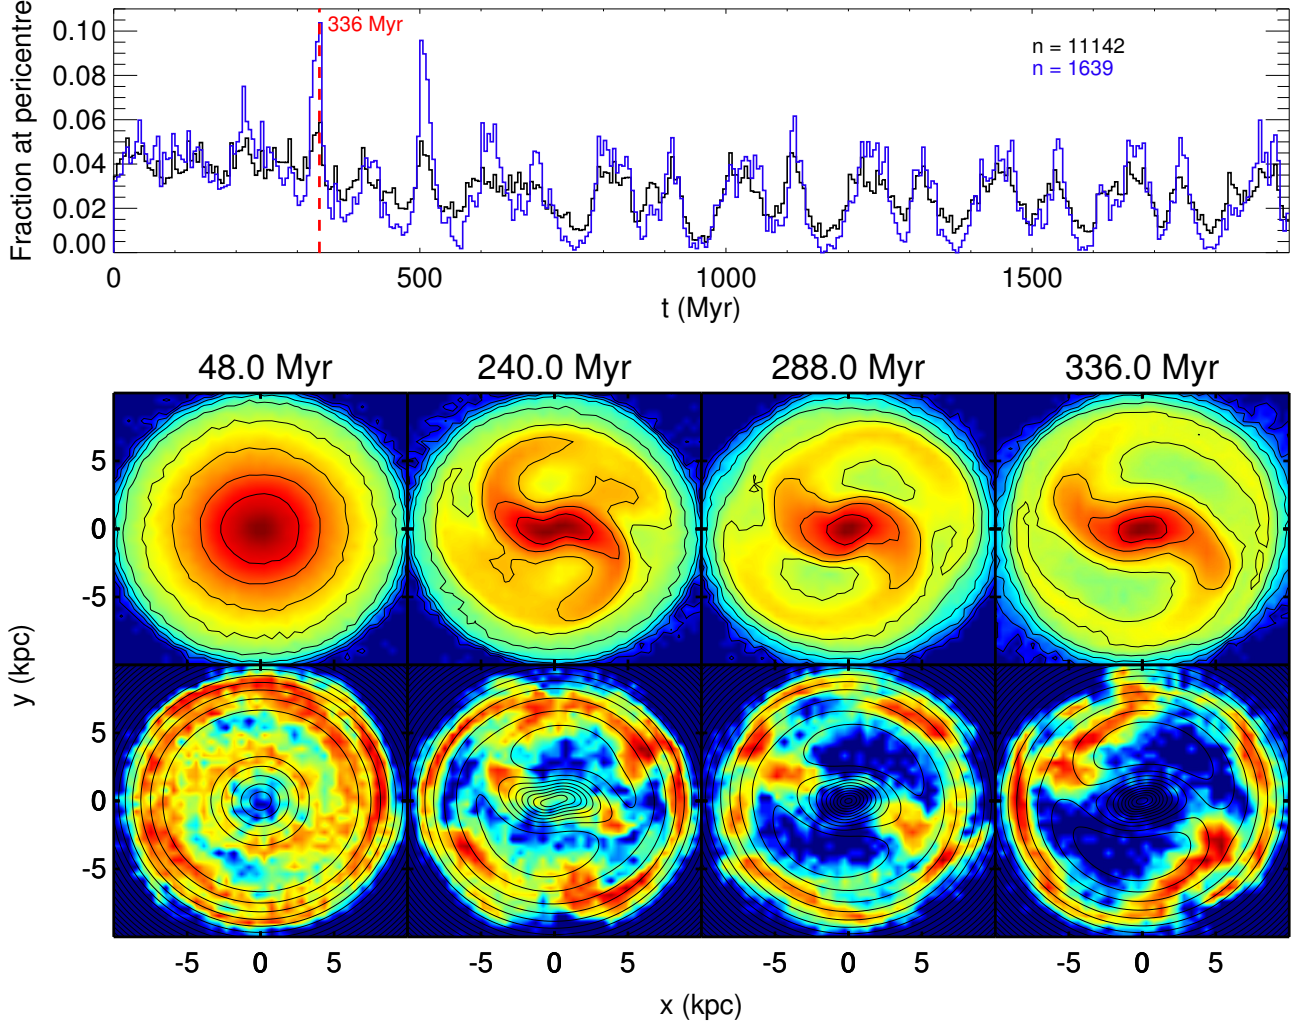 Fraction at pericentre
0.10
0.08
0.06
0.04
0.02
0.00
336 Myr
n = 11142
n = 1639
0 500 1000 1500
t (Myr)
48.0 Myr 240.0 Myr 288.0 Myr 336.0 Myr
5
0
-5
5
0
-5
y (kpc)
-5 0 5 -5 0 5 -5 0 5 -5 0 5
x (kpc)